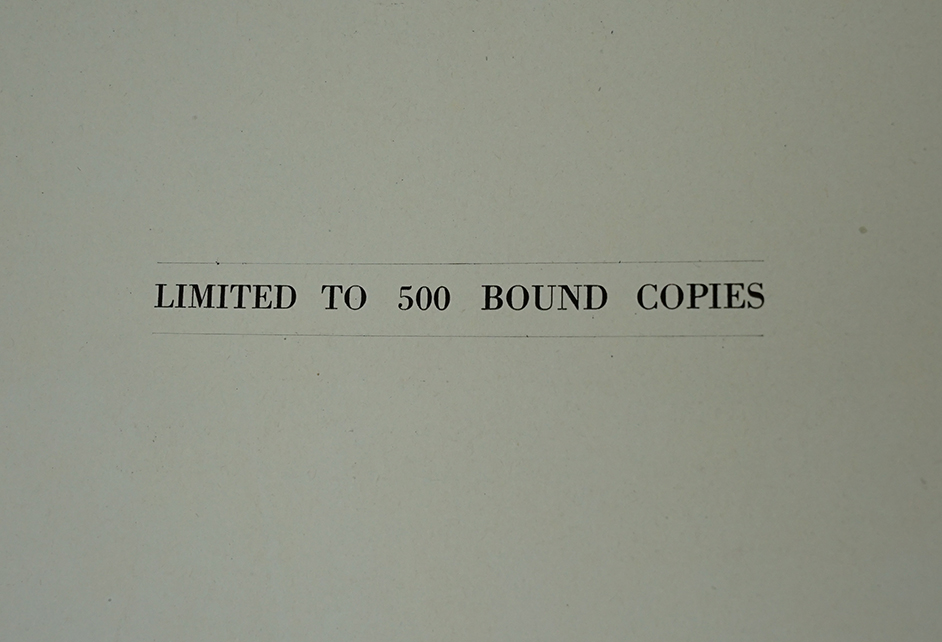 LIMITED TO 500 BOUND COPIES